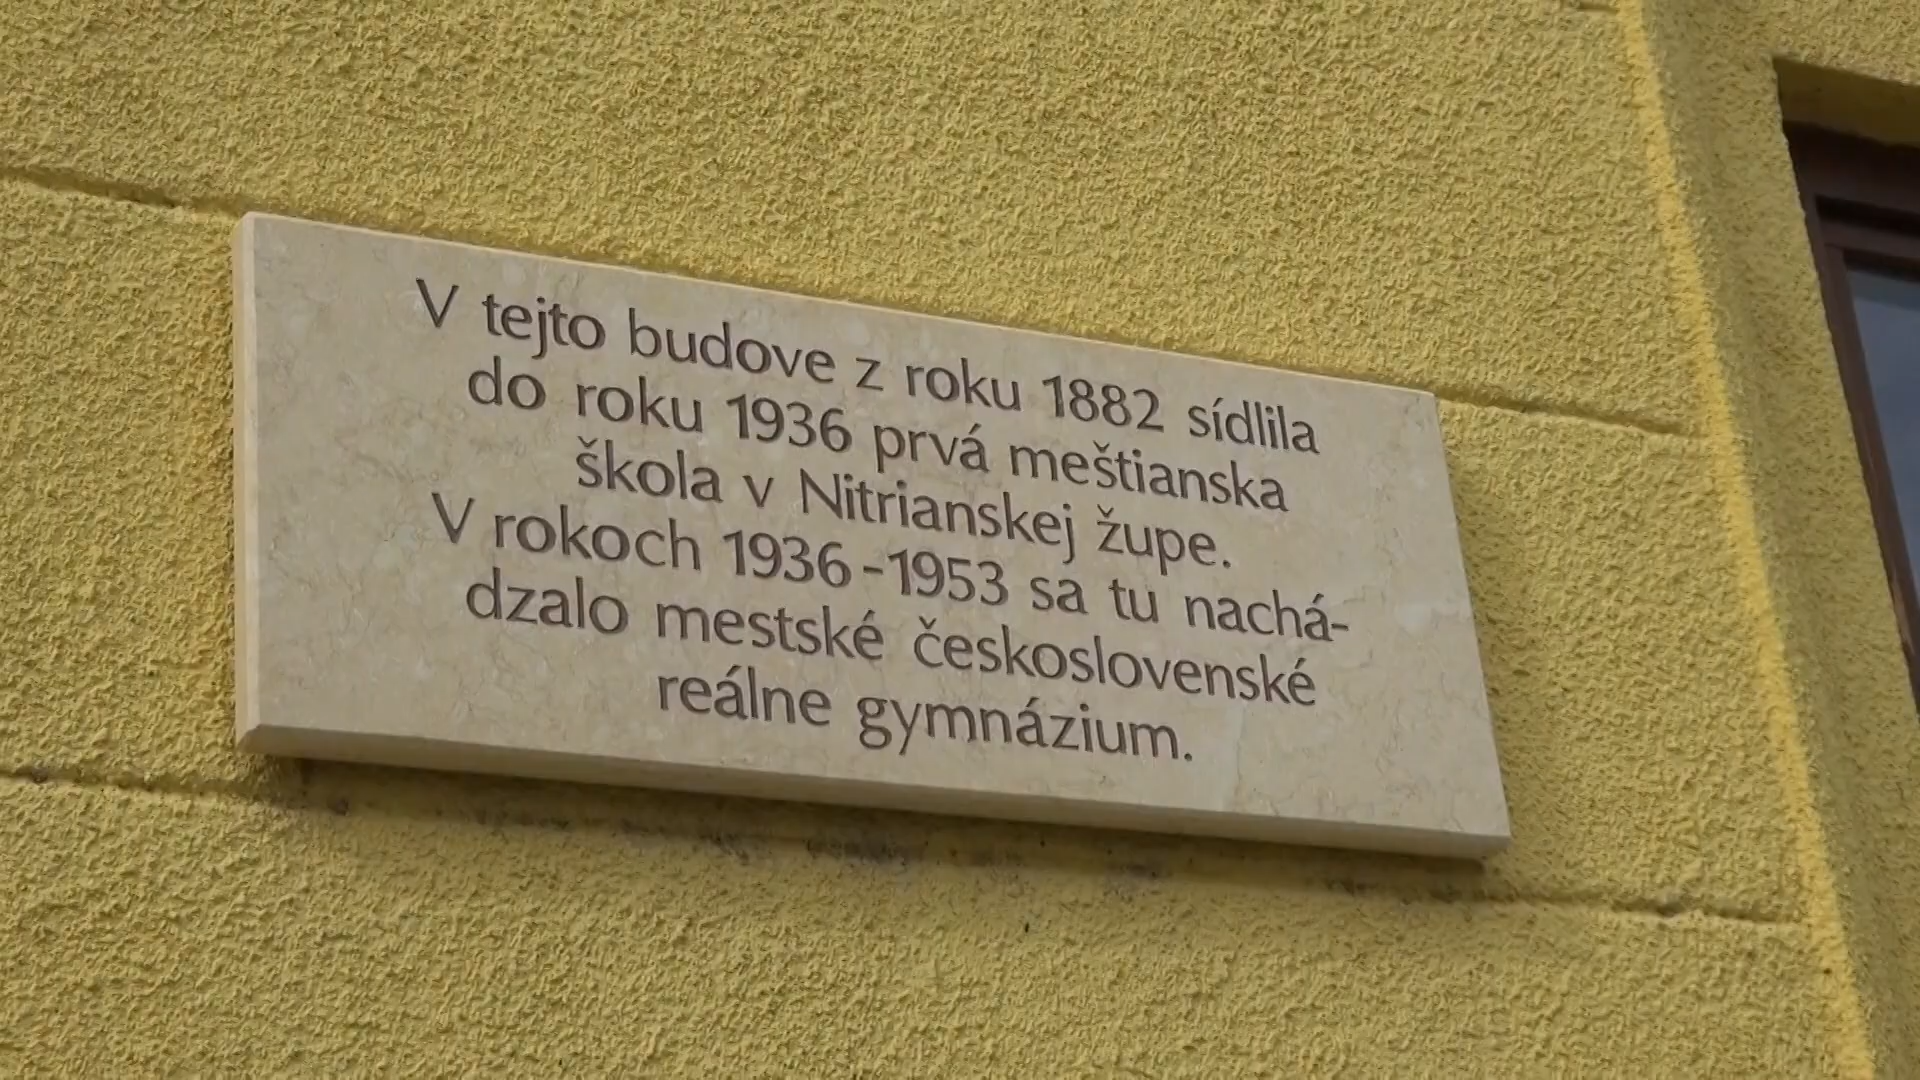 V tejto budove z roku 1882 sídlila
do roku 1936 prvá meštianska
škola v Nitrianskej župe.
V rokoch 1936-1953 sa tu nachá-
dzalo mestské československé
reálne gymnázium.